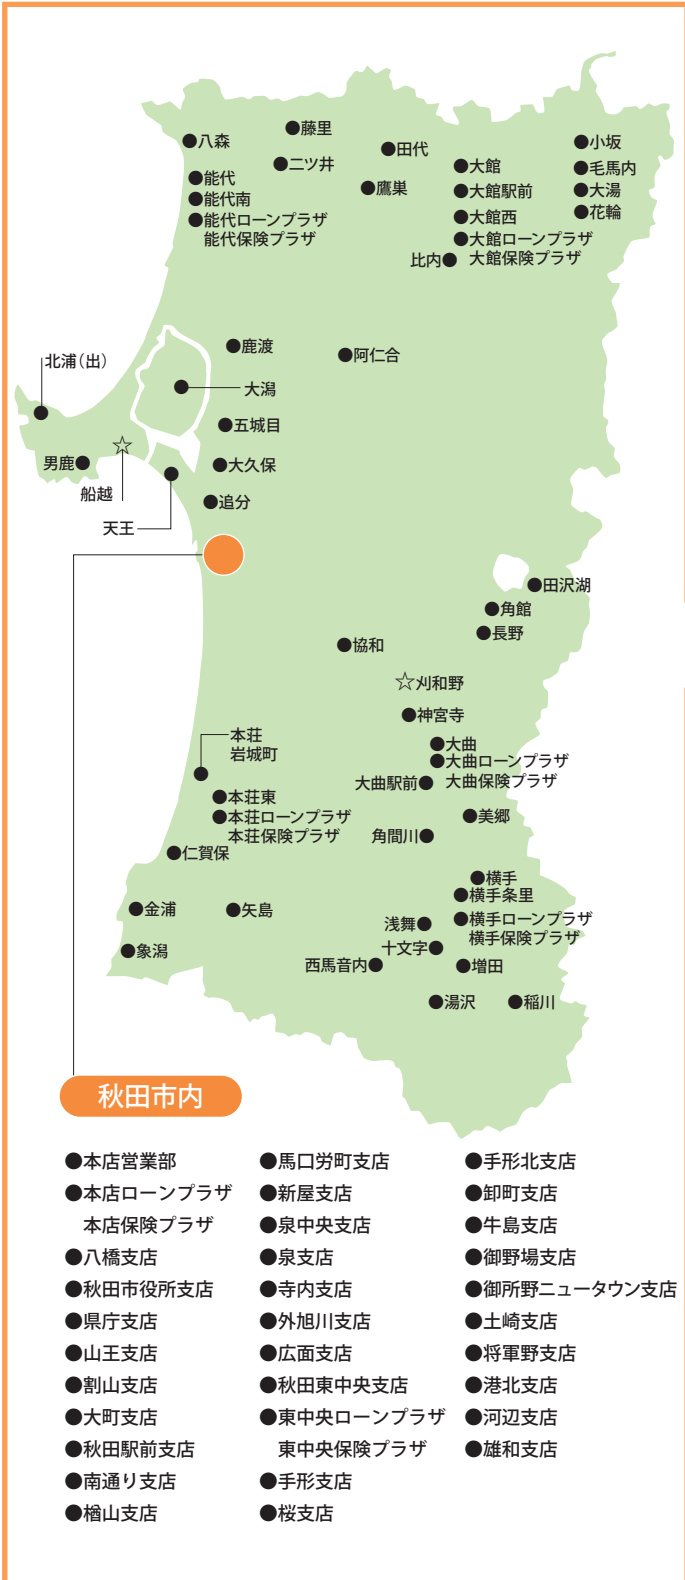 ●八森
●藤里
●二ツ井
●田代
●鷹巣
●能代
●能代南
●能代ローンプラザ
能代保険プラザ
●大館
●大館駅前
●大館西
●大館ローンプラザ
大館保険プラザ
比内●
●小坂
●毛馬内
●大湯
●花輪
北浦（出）
●鹿渡
●阿仁合
大潟
●五城目
男鹿●
☆
船越
●大久保
天王
●追分
●田沢湖
●角館
●長野
●協和
☆刈和野
●神宮寺
●大曲
●大曲ローンプラザ
大曲保険プラザ
大曲駅前●
本荘
岩城町
●本荘東
●本荘ローンプラザ
本荘保険プラザ
●美郷
角間川●
●仁賀保
●横手
●横手条里
●横手ローンプラザ
横手保険プラザ
●金浦
●矢島
浅舞●
十文字●
●象潟
西馬音内●
●増田
●湯沢
●稲川
秋田市内
●本店営業部
●本店ローンプラザ
本店保険プラザ
●八橋支店
●秋田市役所支店
●県庁支店
●山王支店
●割山支店
●大町支店
●秋田駅前支店
●南通り支店
●楢山支店
●馬口労町支店
●新屋支店
●泉中央支店
●泉支店
●寺内支店
●外旭川支店
●広面支店
●秋田東中央支店
●東中央ローンプラザ
東中央保険プラザ
●手形支店
●桜支店
●手形北支店
●卸町支店
●牛島支店
●御野場支店
●御所野ニュータウン支店
●土崎支店
●将軍野支店
●港北支店
●河辺支店
●雄和支店